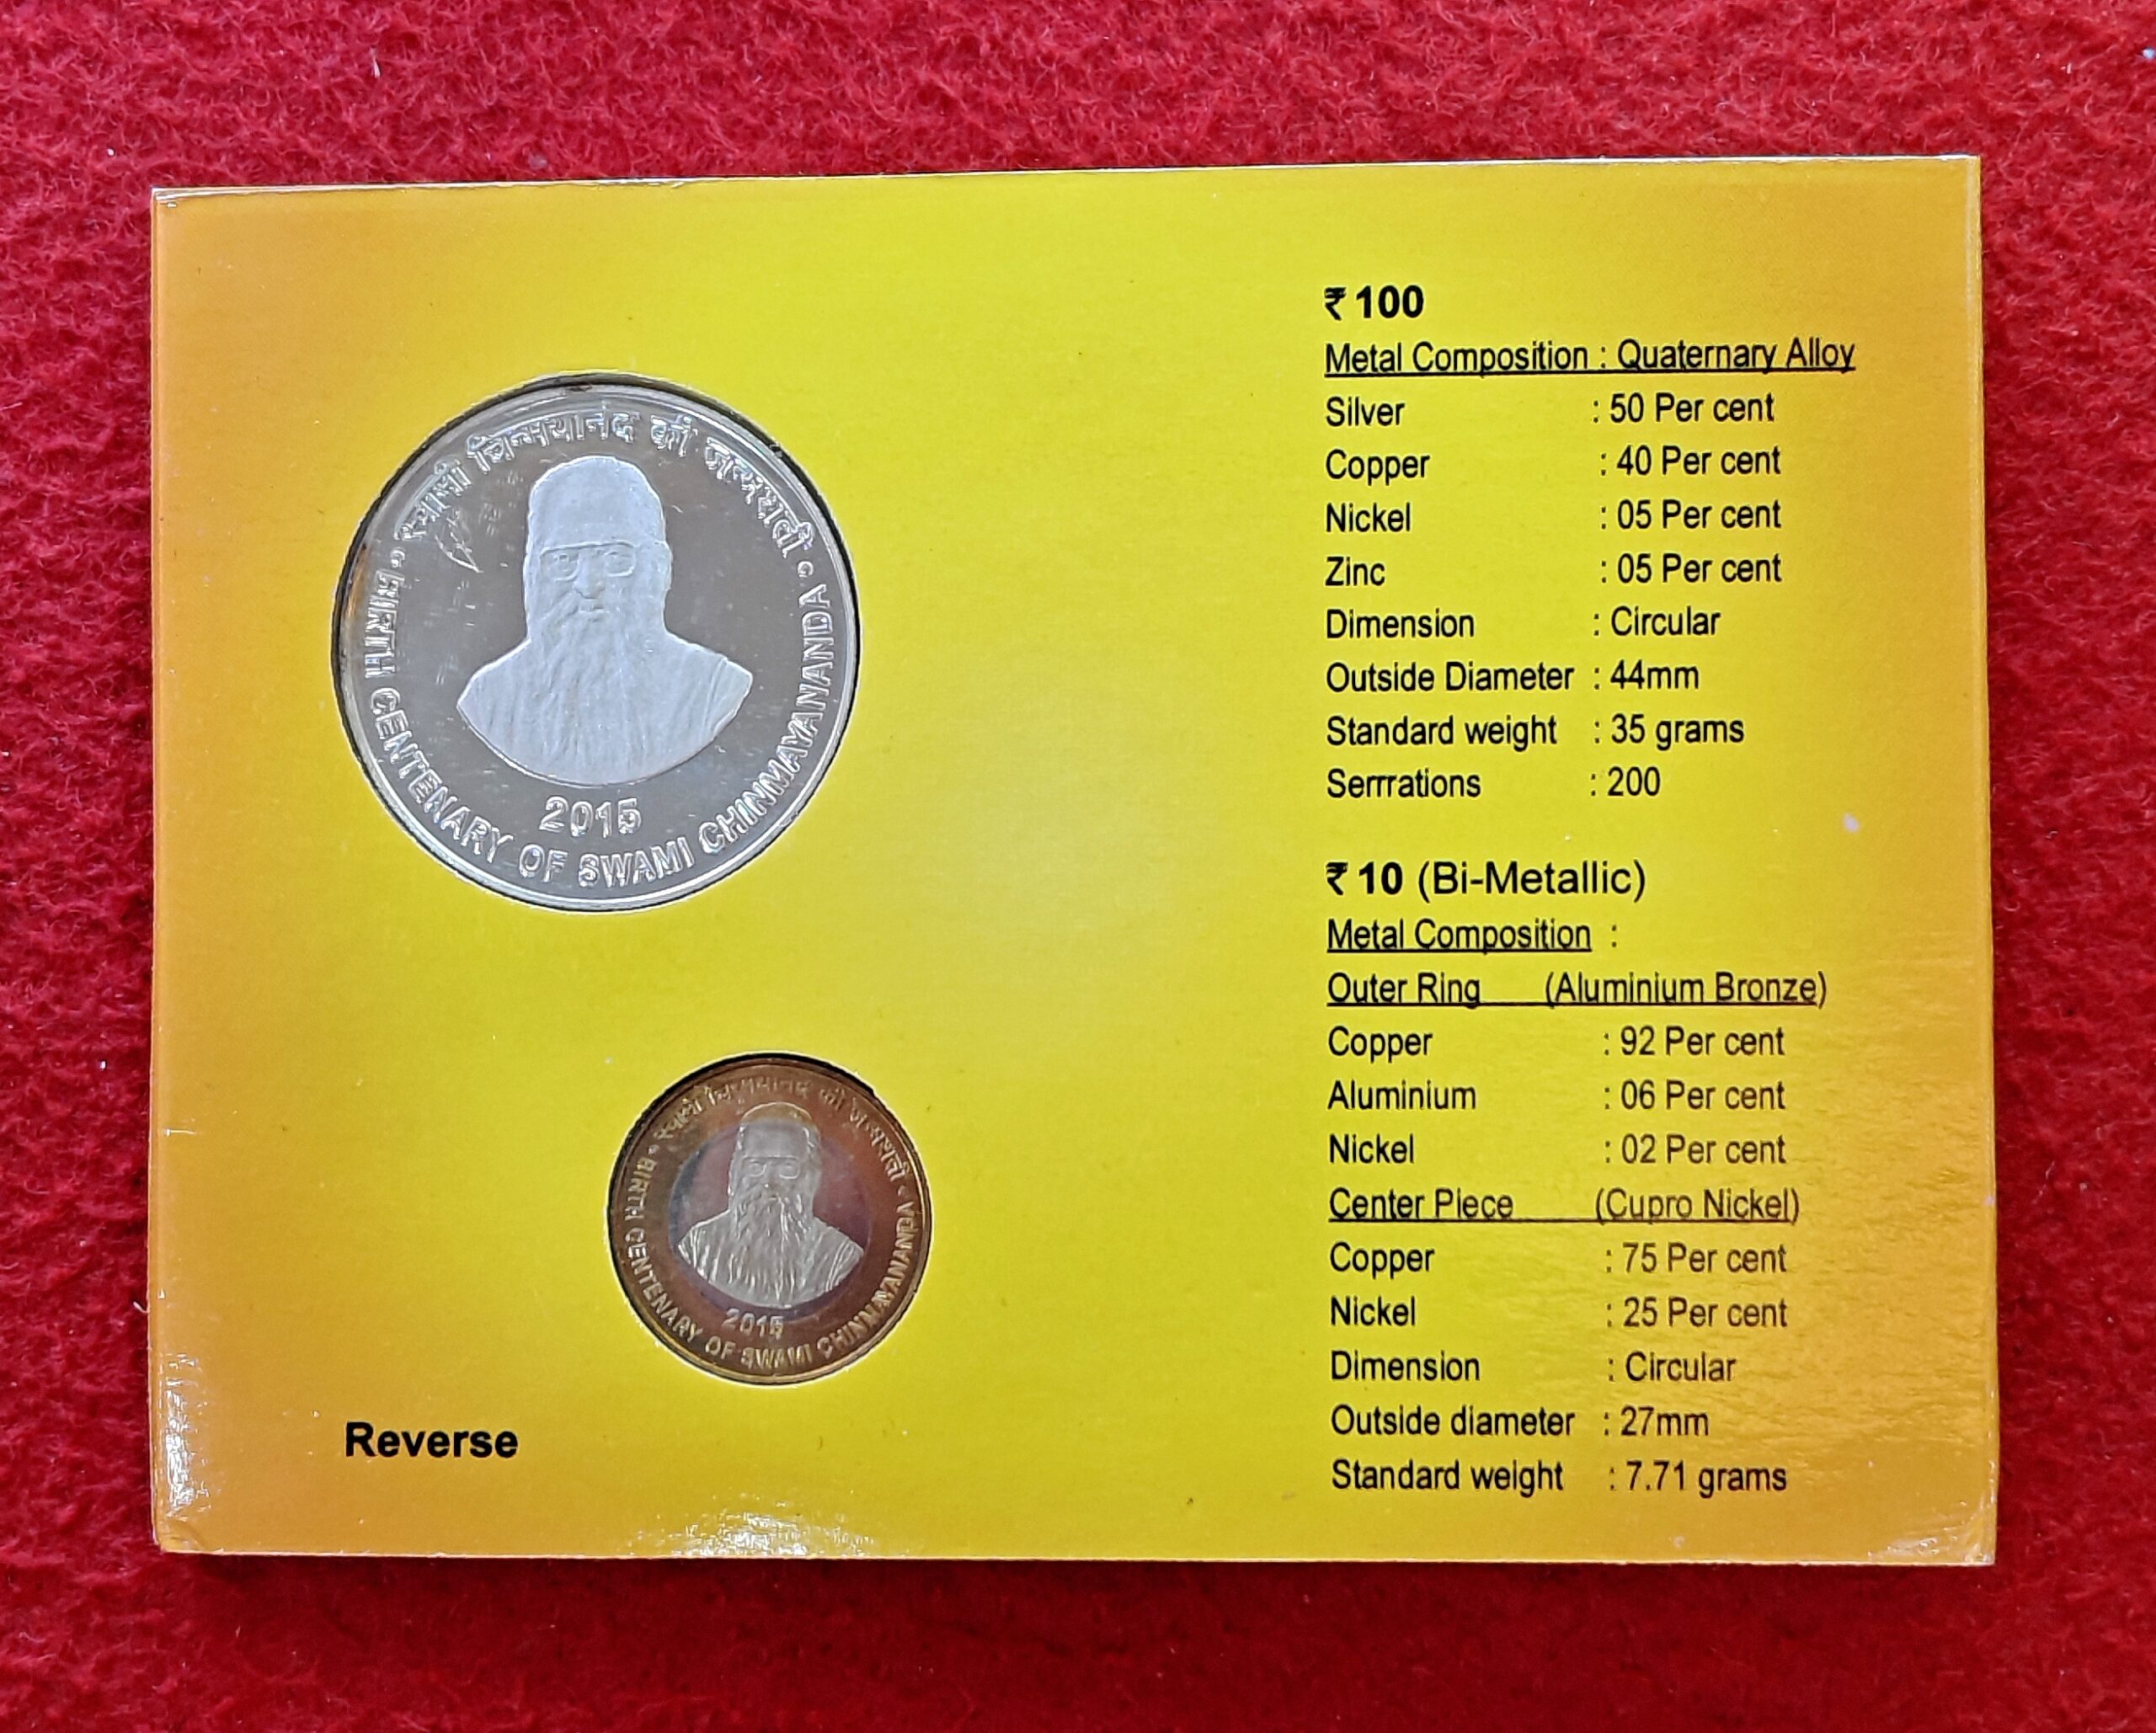 स्वामी चिन्मयानंद की जन्मशती
BIRTH CENTENARY OF SWAMI CHINMAYANANDA
2015
स्वामी चिन्मयानंद की जन्मशती
BIRTH CENTENARY OF SWAMI CHINMAYANANDA
2015
Reverse
₹ 100
Metal Composition : Quaternary Alloy
Silver : 50 Per cent
Copper : 40 Per cent
Nickel : 05 Per cent
Zinc : 05 Per cent
Dimension : Circular
Outside Diameter : 44mm
Standard weight : 35 grams
Serrrations : 200
₹ 10 (Bi-Metallic)
Metal Composition :
Outer Ring (Aluminium Bronze)
Copper : 92 Per cent
Aluminium : 06 Per cent
Nickel : 02 Per cent
Center Piece (Cupro Nickel)
Copper : 75 Per cent
Nickel : 25 Per cent
Dimension : Circular
Outside diameter : 27mm
Standard weight : 7.71 grams